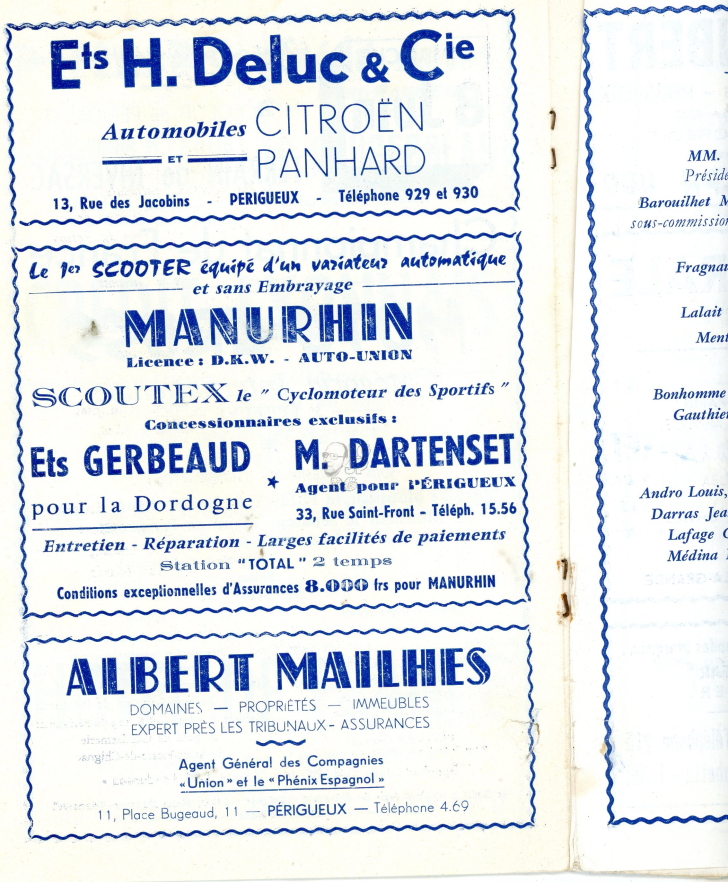 Ets H. Deluc & Cie
Automobiles CITROËN
ET PANHARD
13, Rue des Jacobins - PERIGUEUX - Téléphone 929 et 930
Le 1er SCOOTER équipé d'un variateur automatique
et sans Embrayage
MANURHIN
Licence : D.K.W. - AUTO-UNION
SCOUTEX le " Cyclomoteur des Sportifs "
Concessionnaires exclusifs :
Ets GERBEAUD
pour la Dordogne
★
M. DARTENSET
Agent pour PÉRIGUEUX
33, Rue Saint-Front - Téléph. 15.56
Entretien - Réparation - Larges facilités de paiements
Station "TOTAL" 2 temps
Conditions exceptionnelles d'Assurances 8.000 frs pour MANURHIN
ALBERT MAILHES
DOMAINES — PROPRIÉTÉS — IMMEUBLES
EXPERT PRÈS LES TRIBUNAUX - ASSURANCES
Agent Général des Compagnies
« Union » et le « Phénix Espagnol »
11, Place Bugeaud, 11 — PÉRIGUEUX — Téléphone 4.69
MM.
Préside
Barouilhet M
sous-commission
Fragnau
Lalait
Ment
Bonhomme
Gauthier
Andro Louis,
Darras Jea
Lafage
Médina